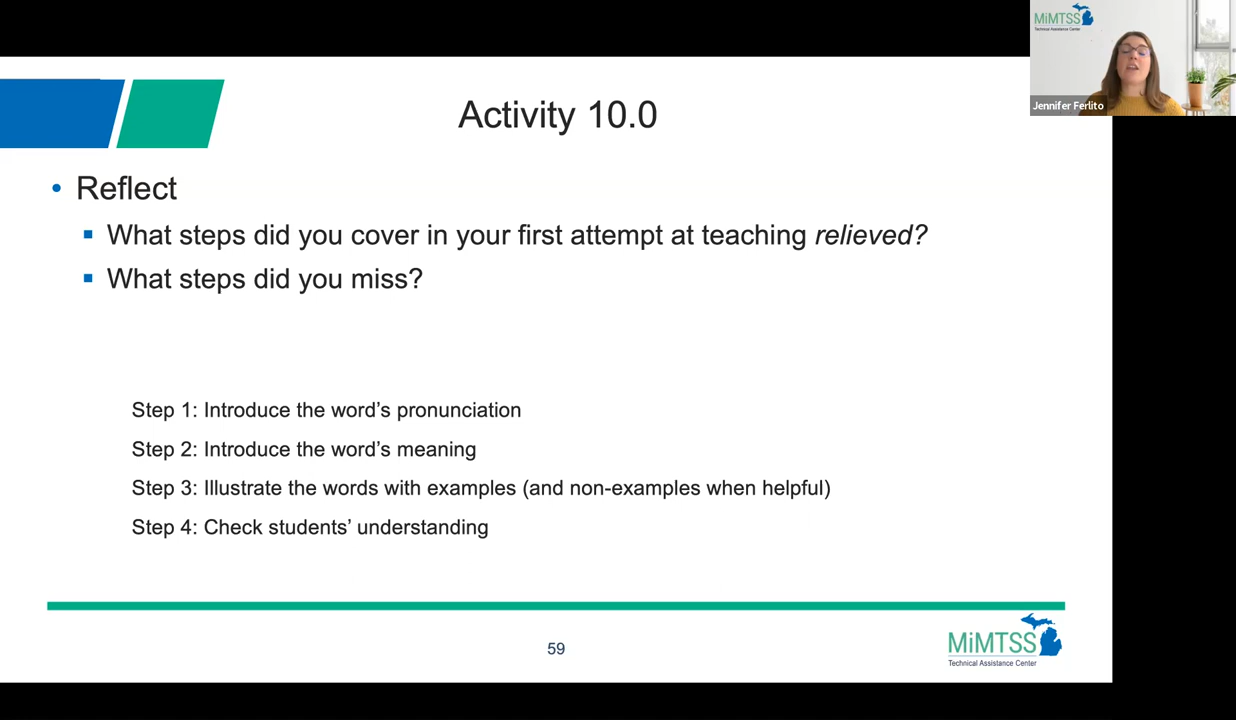 MiMTSS
Technical Assistance Center
Jennifer Ferlito
Activity 10.0
• Reflect
▪ What steps did you cover in your first attempt at teaching relieved?
▪ What steps did you miss?
Step 1: Introduce the word's pronunciation
Step 2: Introduce the word's meaning
Step 3: Illustrate the words with examples (and non-examples when helpful)
Step 4: Check students' understanding
59
MiMTSS
Technical Assistance Center